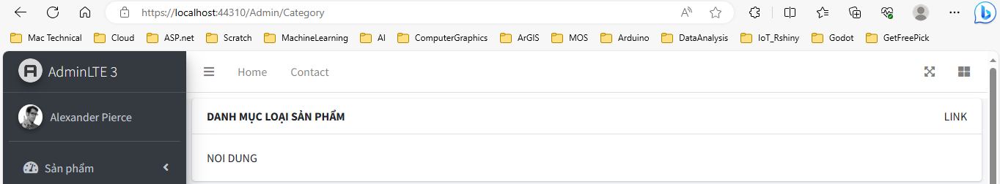 https://localhost:44310/Admin/Category
Mac Technical Cloud ASP.net Scratch MachineLearning AI ComputerGraphics ArGIS MOS Arduino DataAnalysis IoT_Rshiny Godot GetFreePick
AdminLTE 3 Home Contact
Alexander Pierce
DANH MỤC LOẠI SẢN PHẨM LINK
NOI DUNG
Sản phẩm